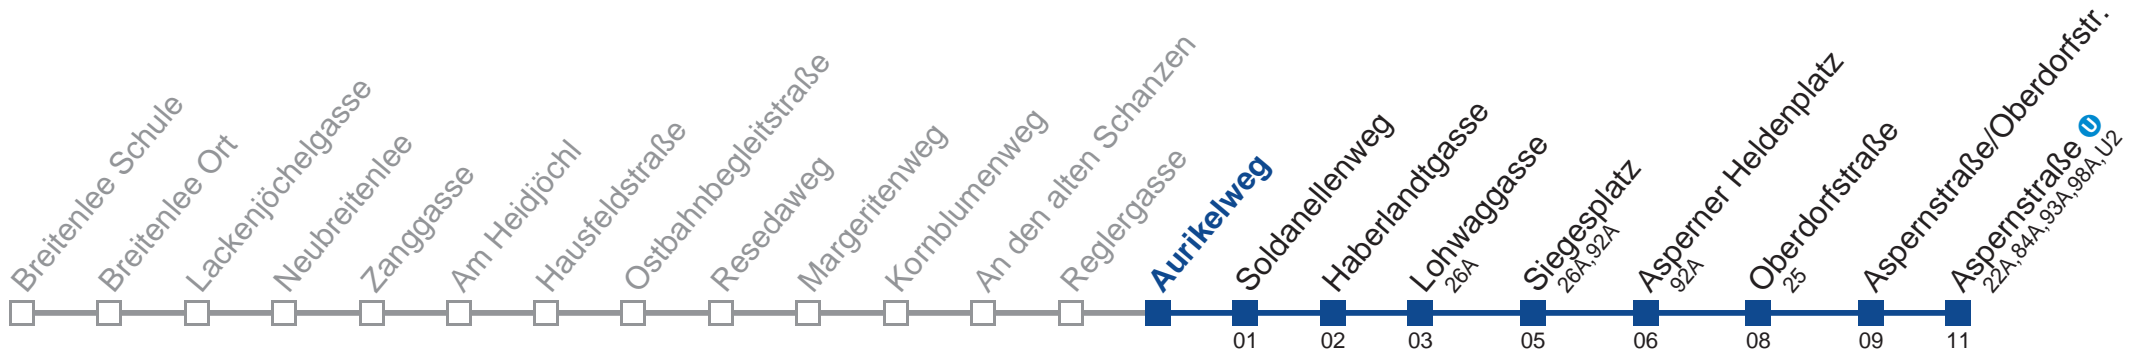 Breitenlee Schule
Breitenlee Ort
Lackenjöchelgasse
Neubreitenlee
Zanggasse
Am Heidjöchl
Hausfeldstraße
Ostbahnbegleitstraße
Resedaweg
Margeritenweg
Kornblumenweg
An den alten Schanzen
Reglergasse
Aurikelweg
Soldanellenweg
01
Haberlandtgasse
02
Lohwaggasse
26A
03
Siegesplatz
26A,92A
05
Asperner Heldenplatz
92A
06
Oberdorfstraße
25
08
Aspernstraße/Oberdorfstr.
09
Aspernstraße U
22A,84A,93A,98A,U2
11